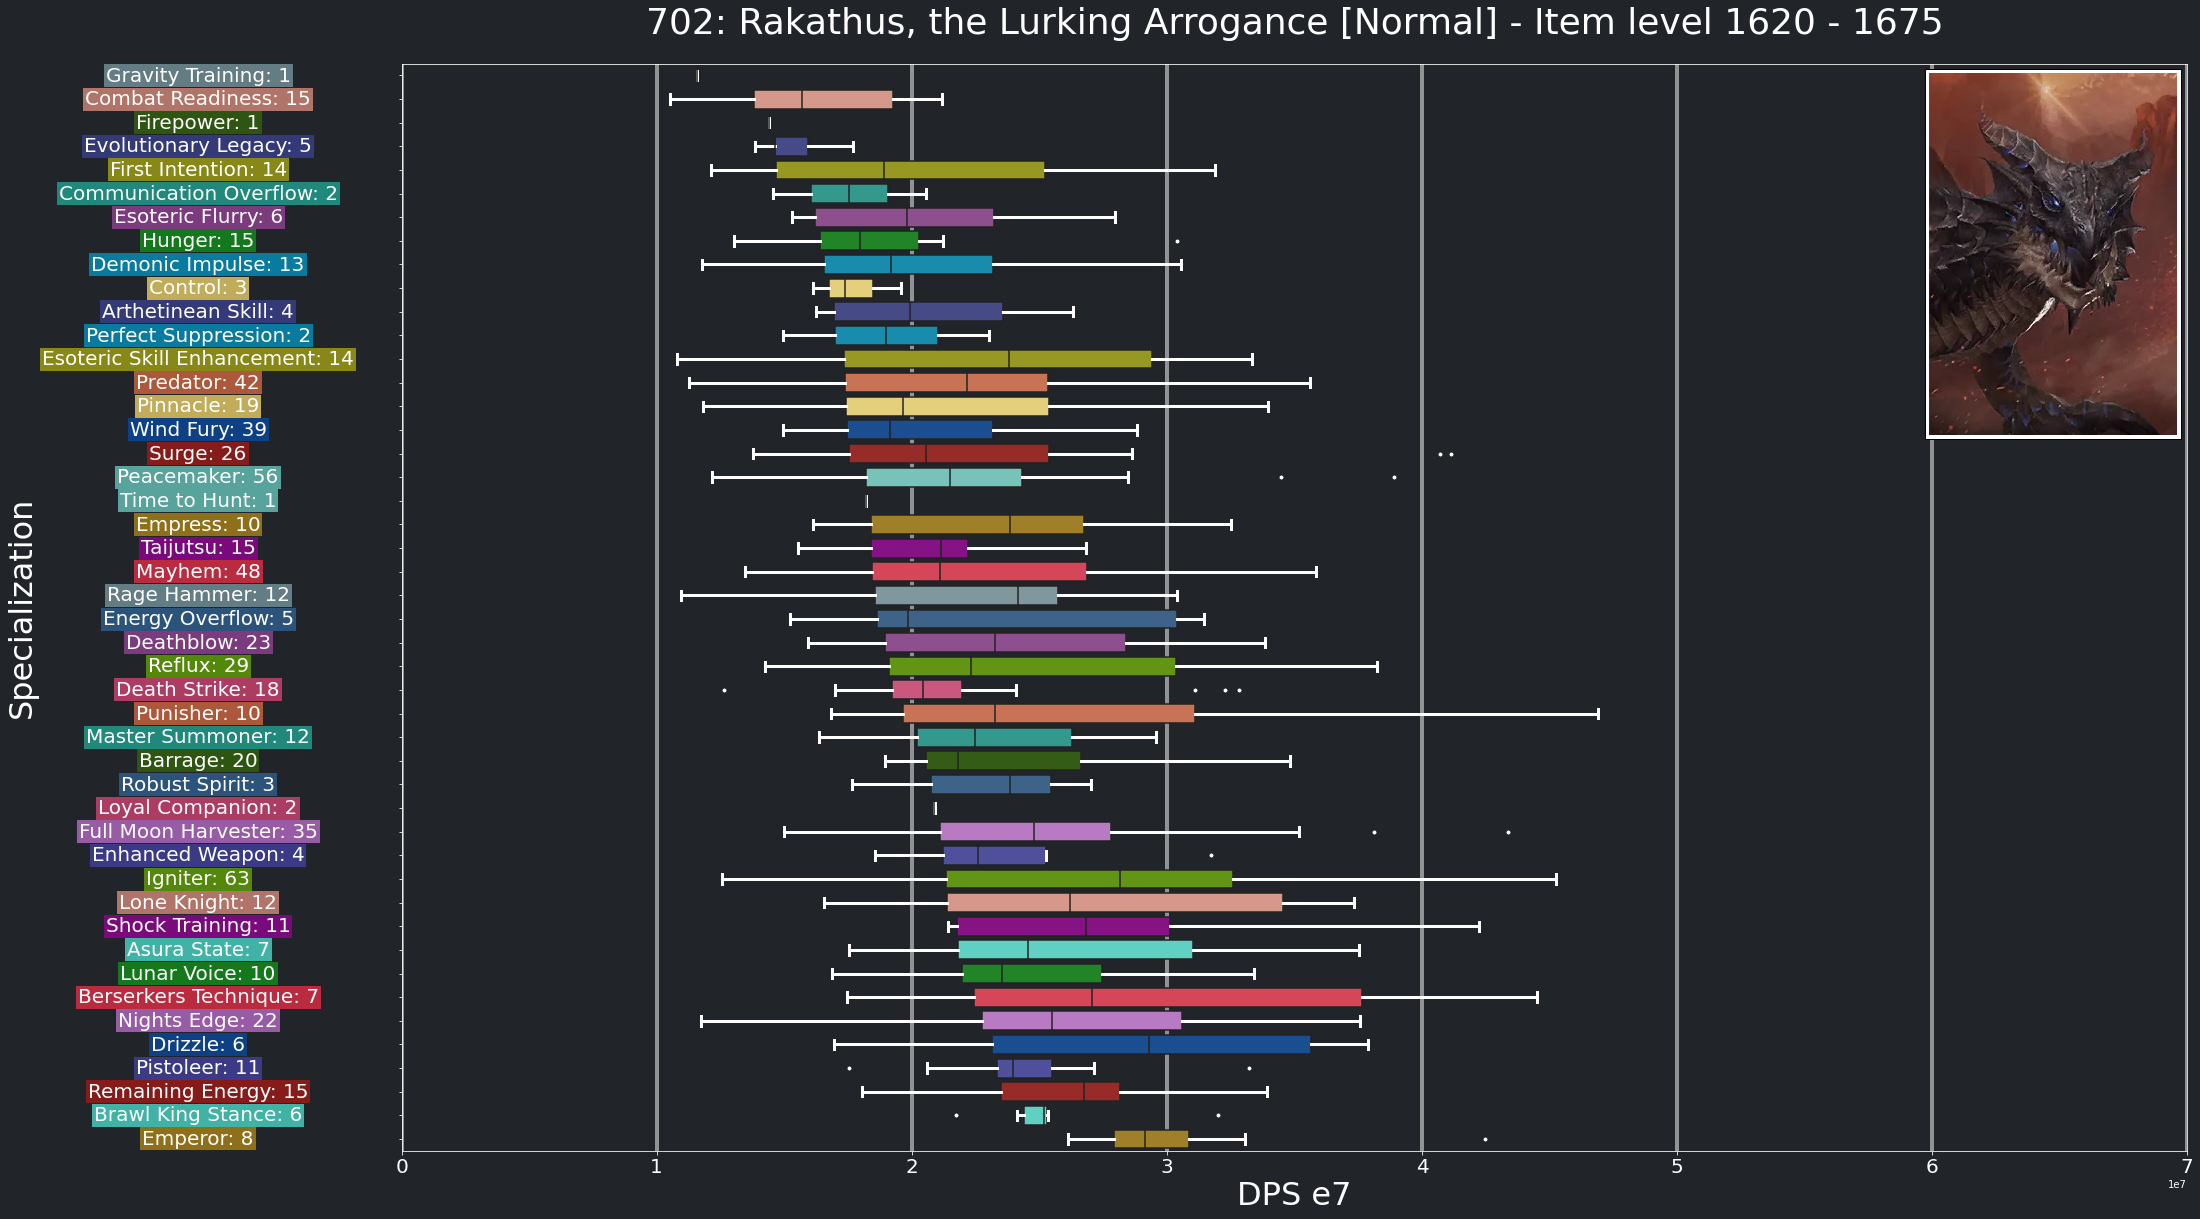 702: Rakathus, the Lurking Arrogance [Normal] - Item level 1620 - 1675
Gravity Training: 1
Combat Readiness: 15
Firepower: 1
Evolutionary Legacy: 5
First Intention: 14
Communication Overflow: 2
Esoteric Flurry: 6
Hunger: 15
Demonic Impulse: 13
Control: 3
Arthetinean Skill: 4
Perfect Suppression: 2
Esoteric Skill Enhancement: 14
Predator: 42
Pinnacle: 19
Wind Fury: 39
Surge: 26
Peacemaker: 56
Time to Hunt: 1
Empress: 10
Taijutsu: 15
Mayhem: 48
Rage Hammer: 12
Energy Overflow: 5
Deathblow: 23
Reflux: 29
Death Strike: 18
Punisher: 10
Master Summoner: 12
Barrage: 20
Robust Spirit: 3
Loyal Companion: 2
Full Moon Harvester: 35
Enhanced Weapon: 4
Igniter: 63
Lone Knight: 12
Shock Training: 11
Asura State: 7
Lunar Voice: 10
Berserkers Technique: 7
Nights Edge: 22
Drizzle: 6
Pistoleer: 11
Remaining Energy: 15
Brawl King Stance: 6
Emperor: 8
Specialization
0 1 2 3 4 5 6 7
DPS e7
1e7